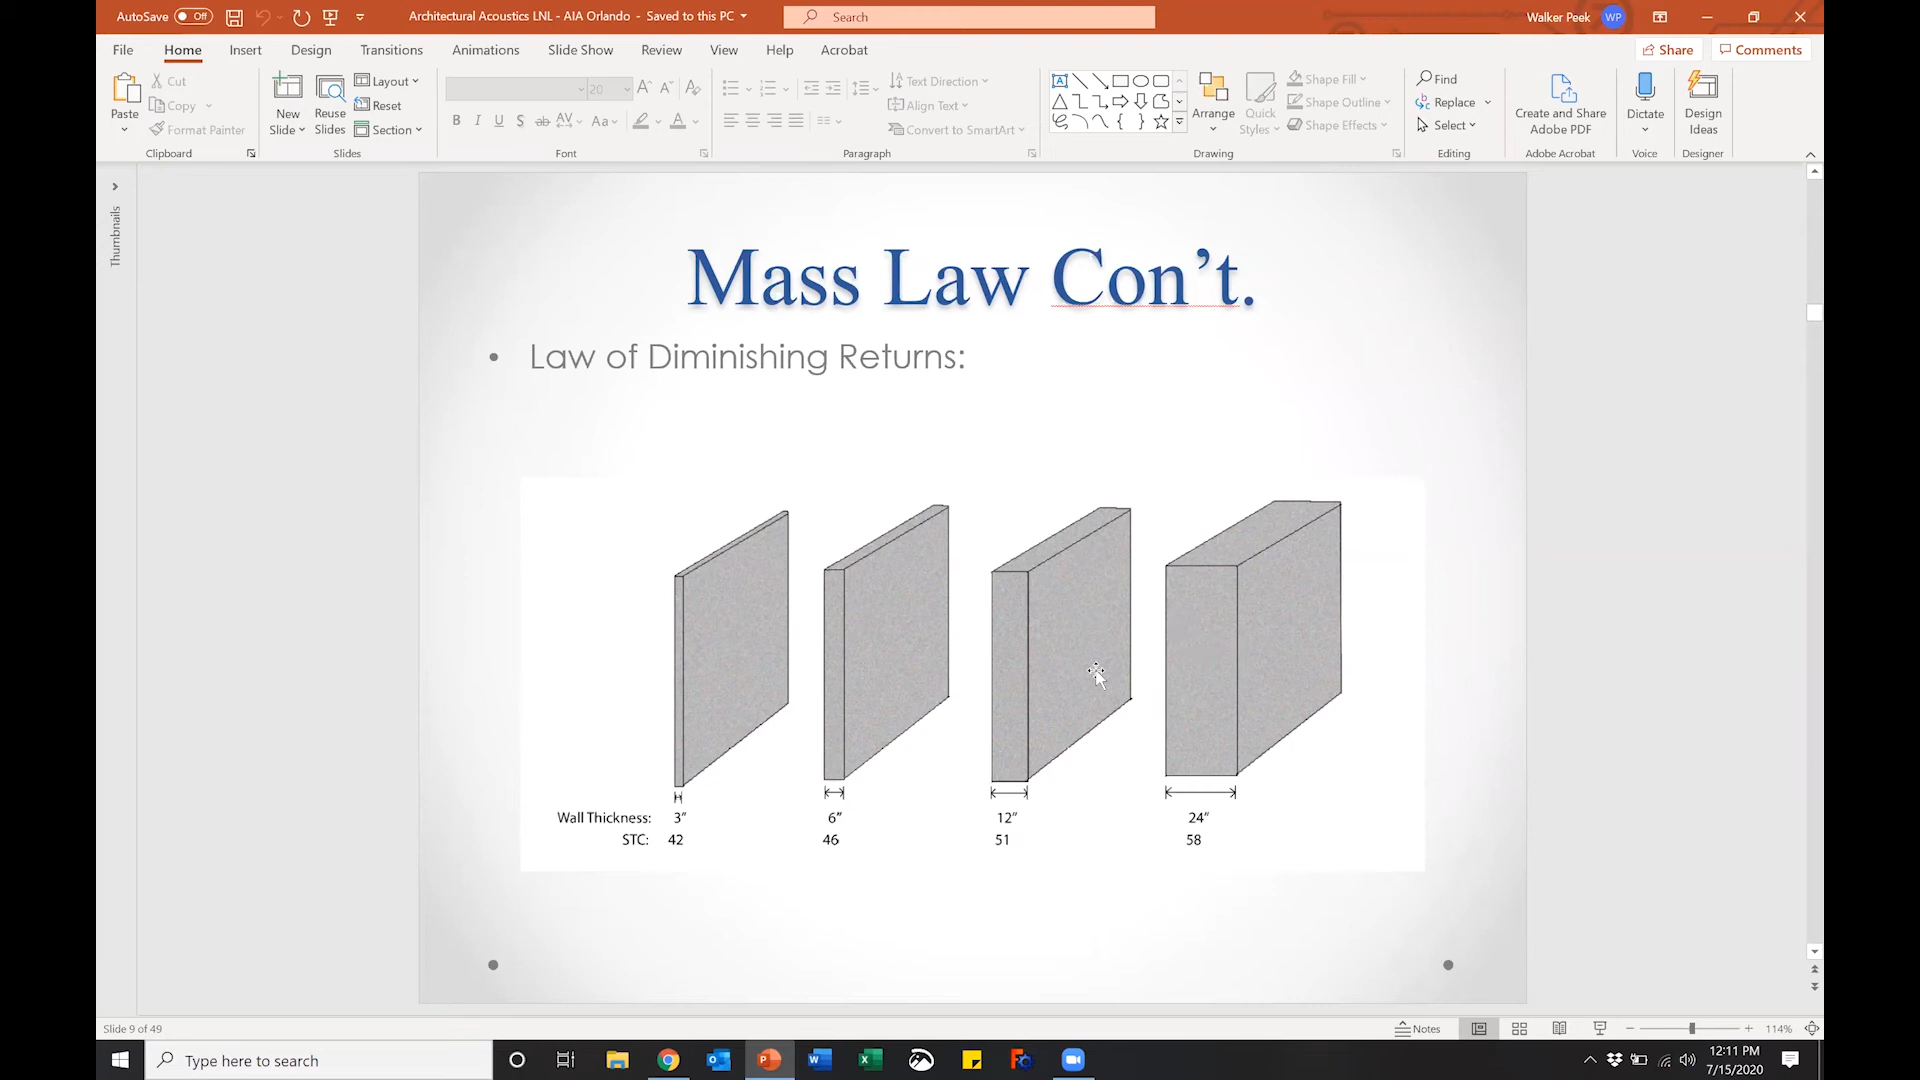 AutoSave Off Architectural Acoustics LNL - AIA Orlando - Saved to this PC Search Walker Peek WP
File Home Insert Design Transitions Animations Slide Show Review View Help Acrobat Share Comments
Paste Cut Copy Format Painter
Clipboard
New Slide Reuse Slides Layout Reset Section
Slides
20 A A A
B I U S ab AV Aa A
Font
Text Direction
Align Text
Convert to SmartArt
Paragraph
A
Arrange Quick Styles Shape Fill Shape Outline Shape Effects
Drawing
Find
Replace
Select
Editing
Create and Share Adobe PDF
Adobe Acrobat
Dictate
Voice
Design Ideas
Designer
Thumbnails
Mass Law Con’t.
• Law of Diminishing Returns:
Wall Thickness: 3” 6” 12” 24”
STC: 42 46 51 58
Slide 9 of 49 Notes 114%
Type here to search
12:11 PM
7/15/2020